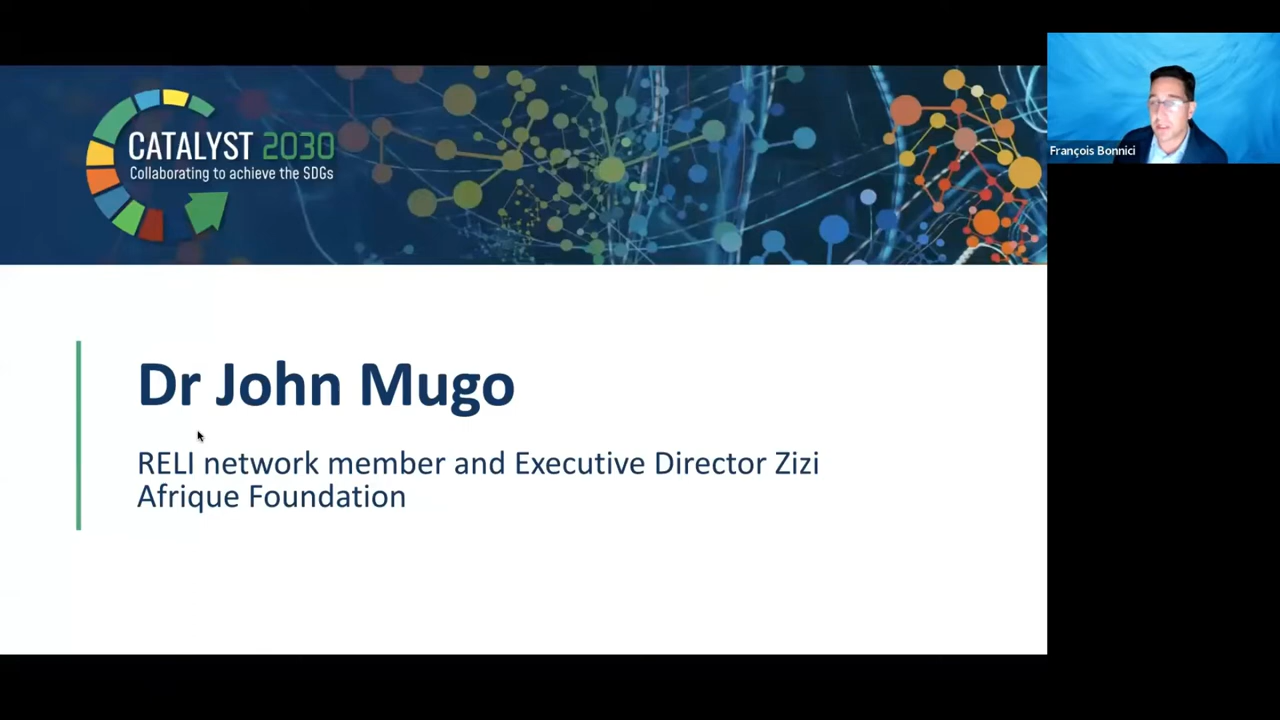 CATALYST 2030
Collaborating to achieve the SDGs
François Bonnici
Dr John Mugo
RELI network member and Executive Director Zizi
Afrique Foundation